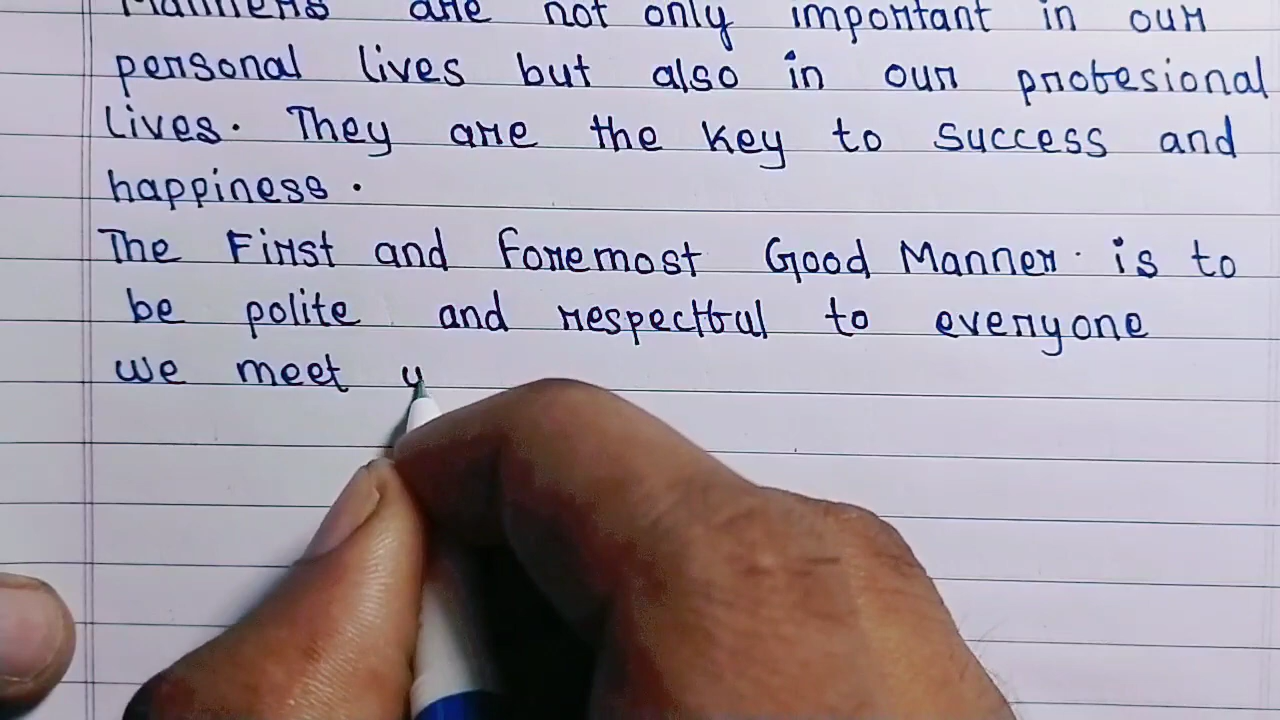 Manners are not only important in our
personal lives but also in our profesional
lives. They are the key to success and
happiness.
The First and Foremost Good Manner is to
be polite and respectful to everyone
we meet